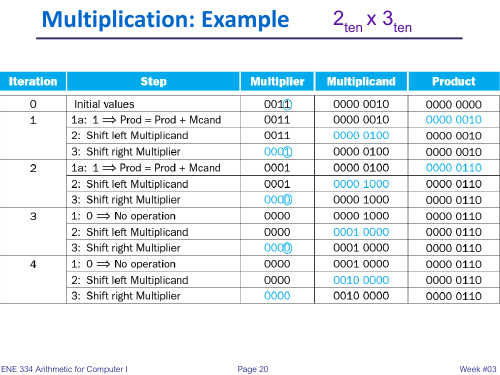 Multiplication: Example 2ten x 3ten
Iteration Step Multiplier Multiplicand Product
0 Initial values 0011 0000 0010 0000 0000
1 1a: 1 ⟹ Prod = Prod + Mcand 0011 0000 0010 0000 0010
2: Shift left Multiplicand 0011 0000 0100 0000 0010
3: Shift right Multiplier 0001 0000 0100 0000 0010
2 1a: 1 ⟹ Prod = Prod + Mcand 0001 0000 0100 0000 0110
2: Shift left Multiplicand 0001 0000 1000 0000 0110
3: Shift right Multiplier 0000 0000 1000 0000 0110
3 1: 0 ⟹ No operation 0000 0000 1000 0000 0110
2: Shift left Multiplicand 0000 0001 0000 0000 0110
3: Shift right Multiplier 0000 0001 0000 0000 0110
4 1: 0 ⟹ No operation 0000 0001 0000 0000 0110
2: Shift left Multiplicand 0000 0010 0000 0000 0110
3: Shift right Multiplier 0000 0010 0000 0000 0110
ENE 334 Arithmetic for Computer I Page 20 Week #03